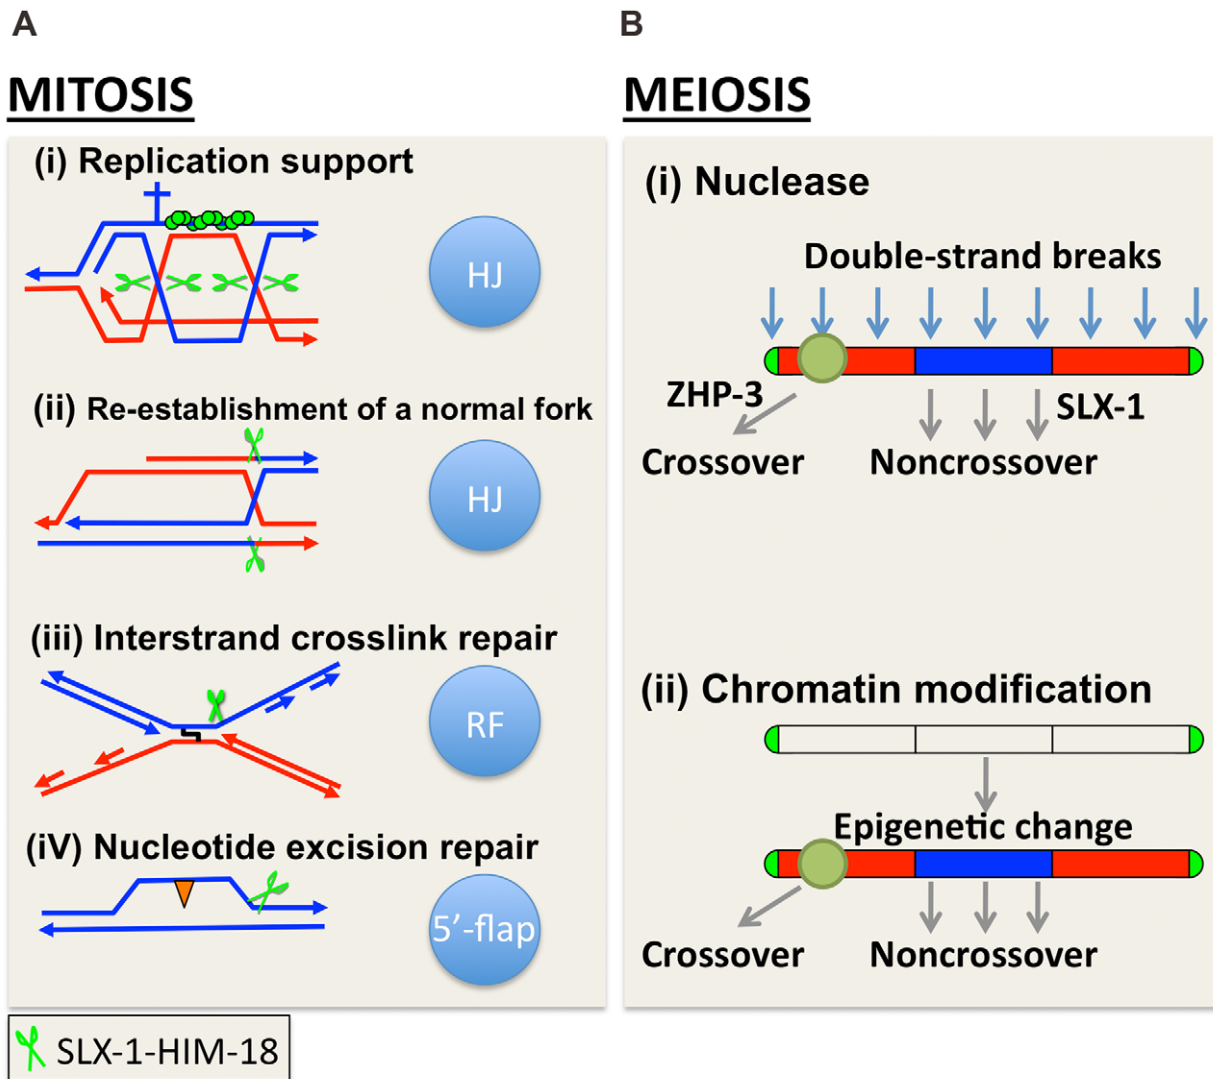 A
MITOSIS
(i) Replication support
HJ
(ii) Re-establishment of a normal fork
HJ
(iii) Interstrand crosslink repair
RF
(iV) Nucleotide excision repair
5′-flap
SLX-1-HIM-18
B
MEIOSIS
(i) Nuclease
Double-strand breaks
ZHP-3
SLX-1
Crossover
Noncrossover
(ii) Chromatin modification
Epigenetic change
Crossover
Noncrossover